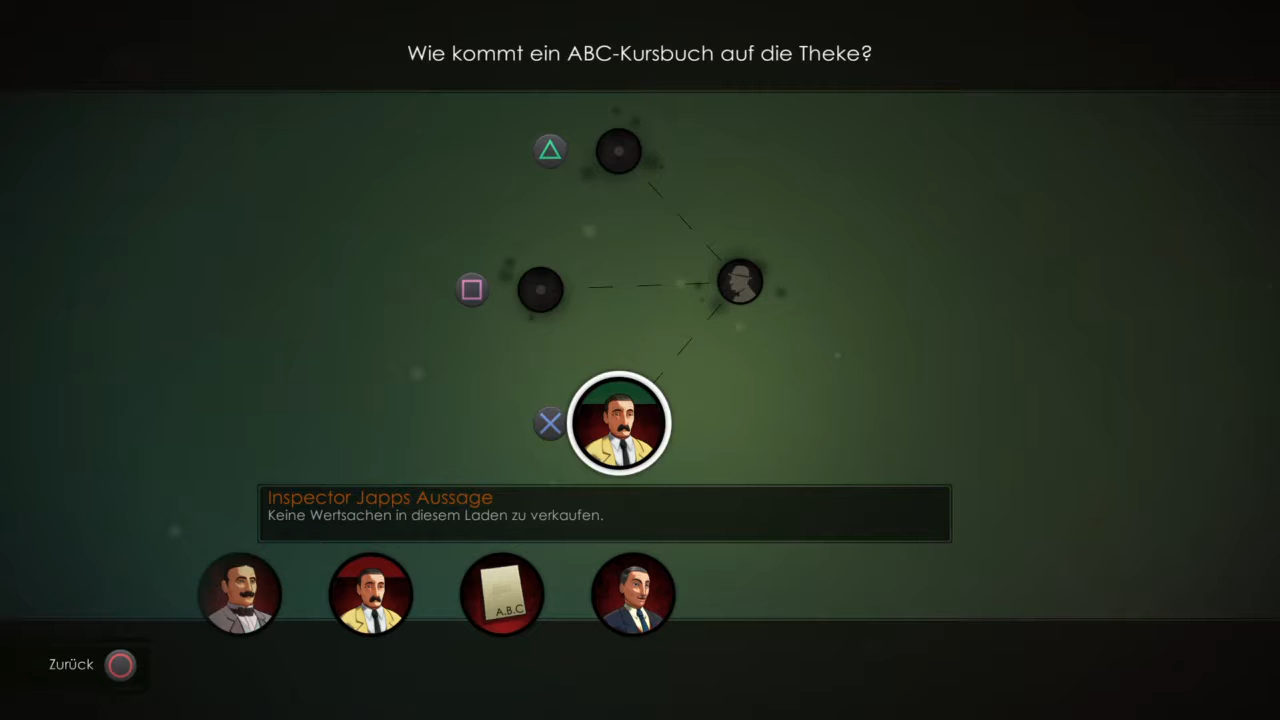 Wie kommt ein ABC-Kursbuch auf die Theke?
Inspector Japps Aussage
Keine Wertsachen in diesem Laden zu verkaufen.
A.B.C
Zurück